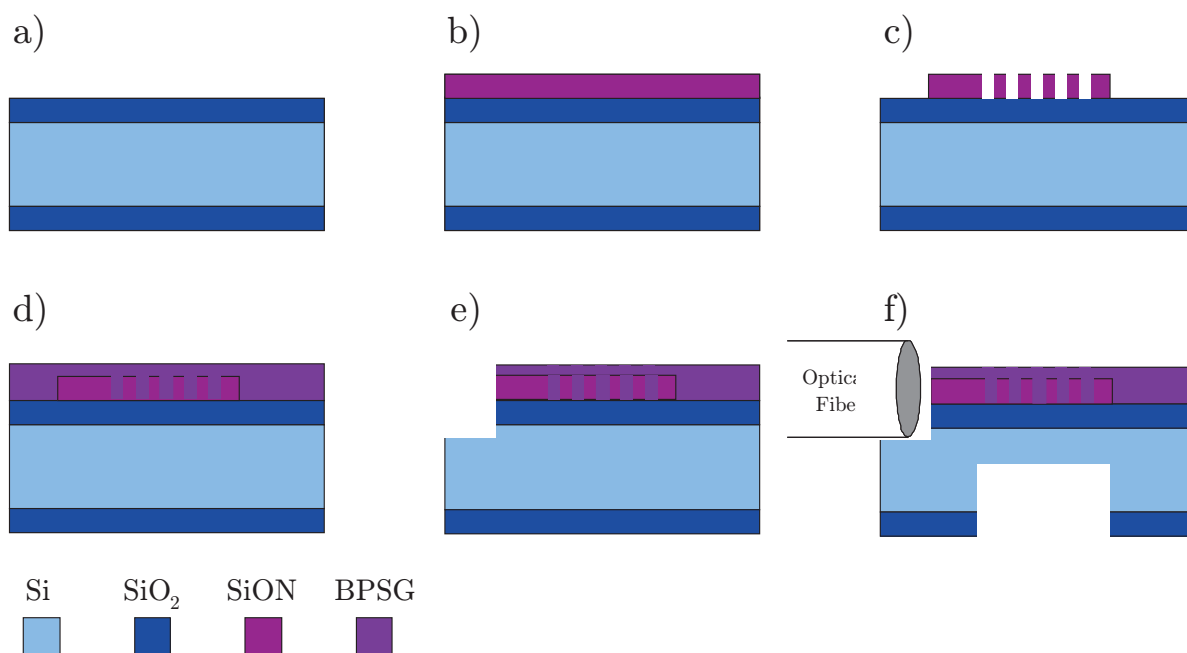 a)
b)
c)
d)
e)
f)
Optica
Fibe
Si
SiO₂
SiON
BPSG